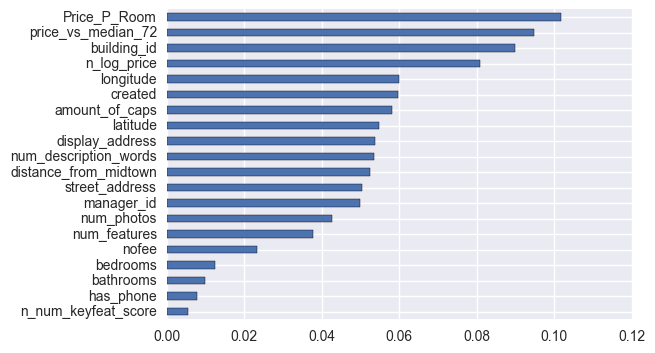 Price_P_Room
price_vs_median_72
building_id
n_log_price
longitude
created
amount_of_caps
latitude
display_address
num_description_words
distance_from_midtown
street_address
manager_id
num_photos
num_features
nofee
bedrooms
bathrooms
has_phone
n_num_keyfeat_score
0.00 0.02 0.04 0.06 0.08 0.10 0.12